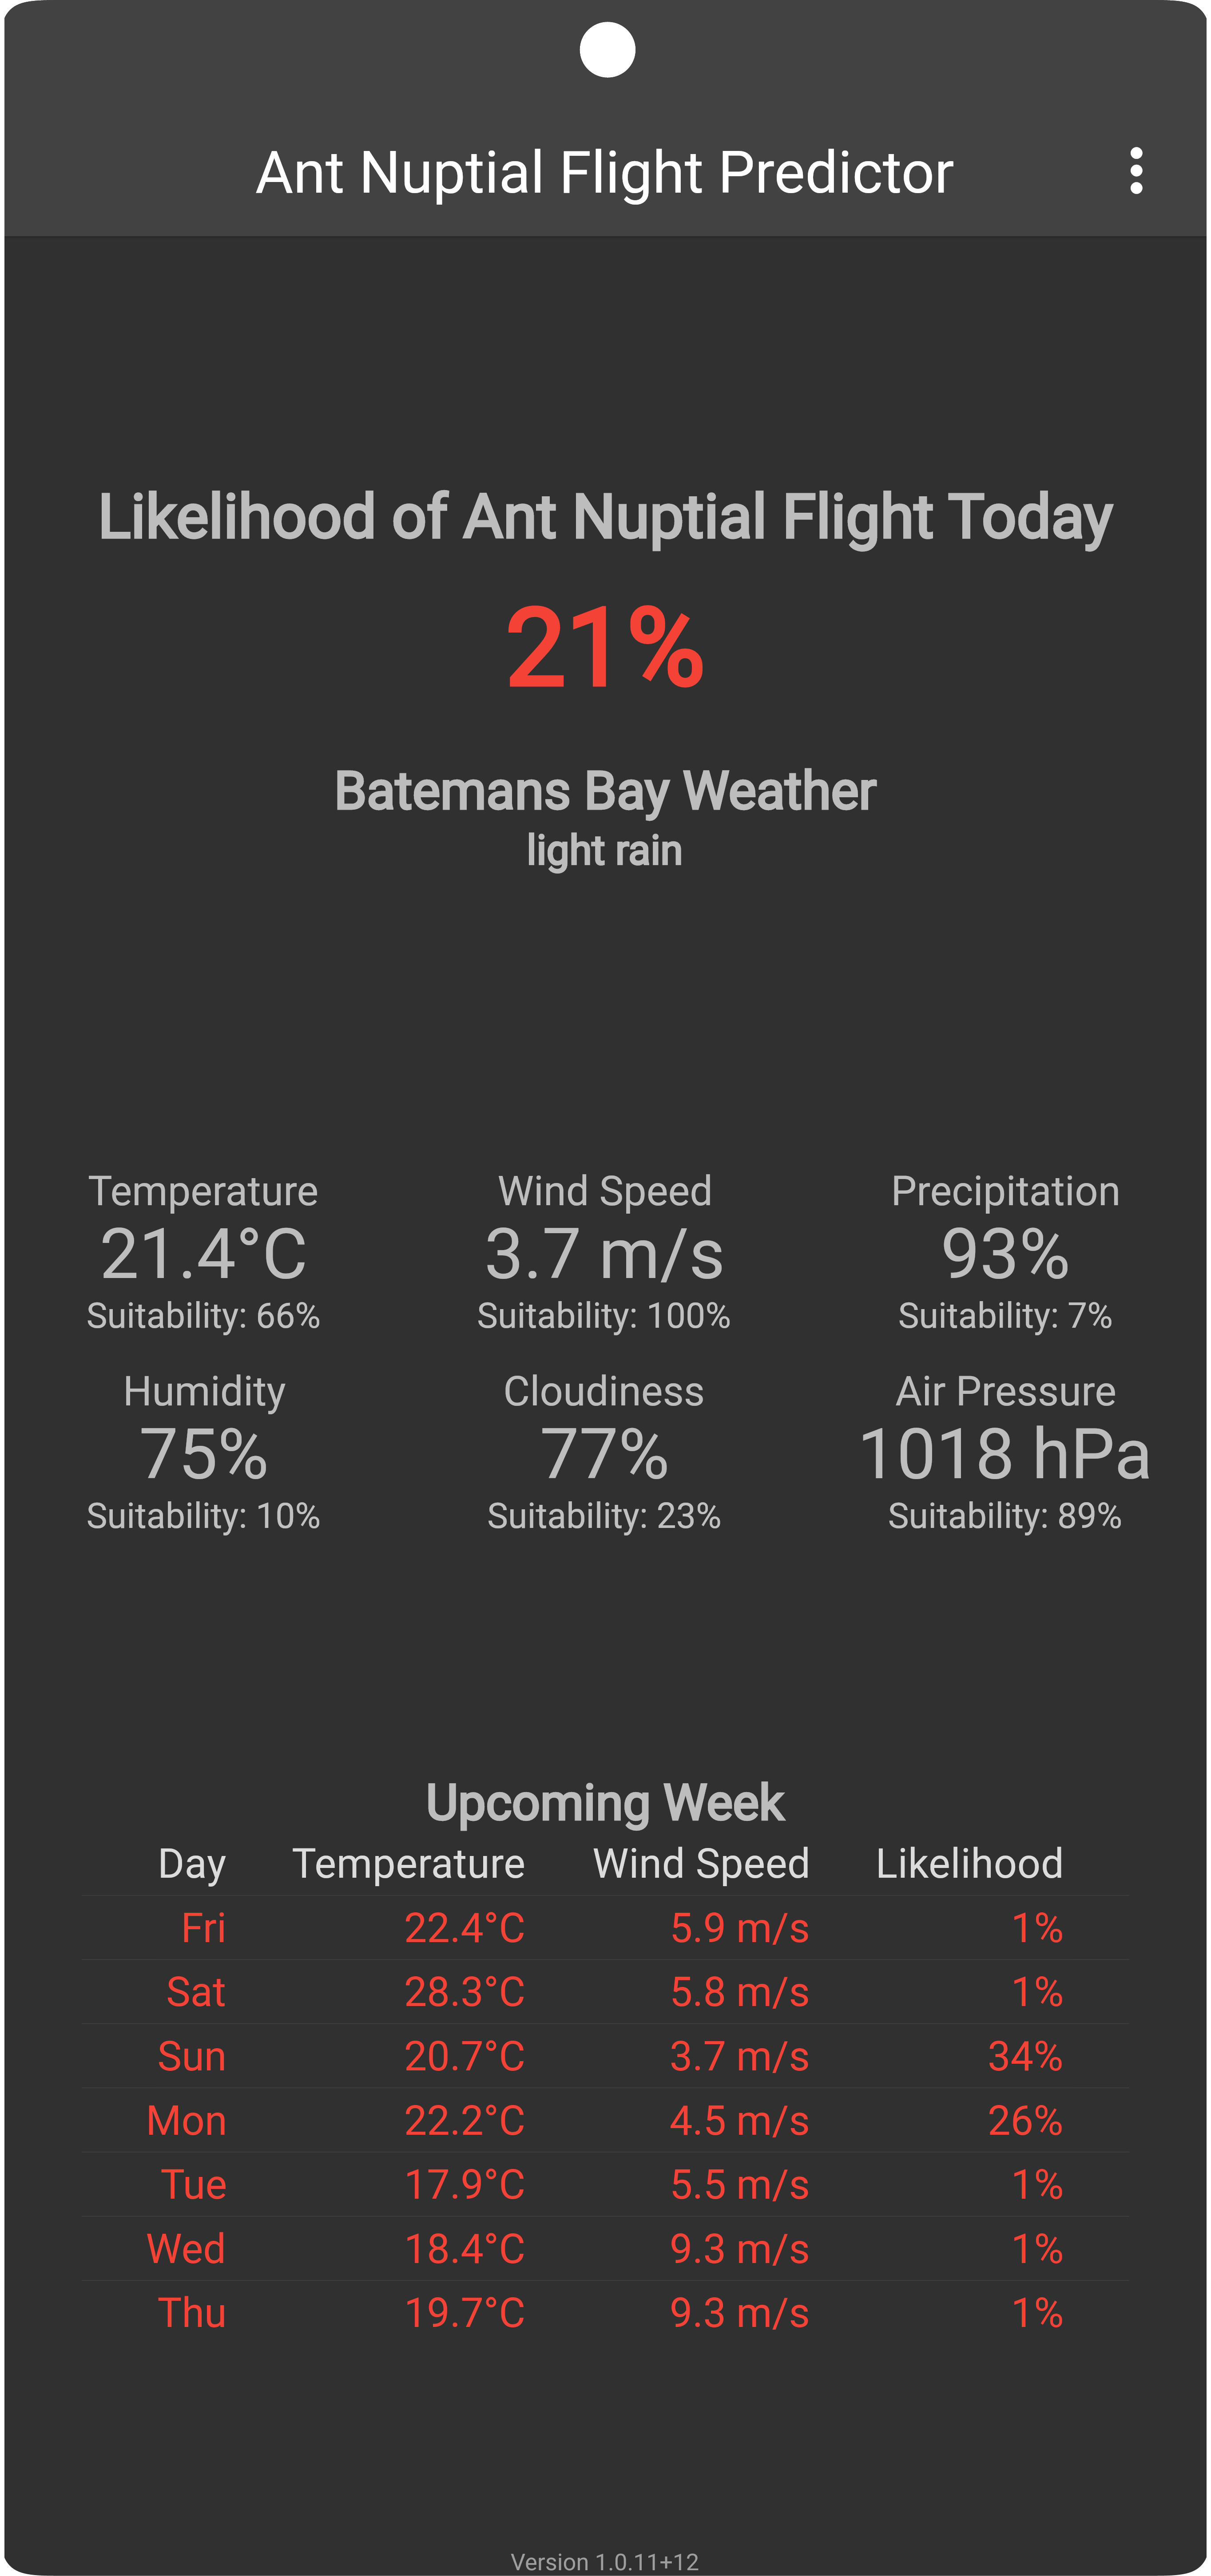 Ant Nuptial Flight Predictor
Likelihood of Ant Nuptial Flight Today
21%
Batemans Bay Weather
light rain
Temperature Wind Speed Precipitation
21.4°C 3.7 m/s 93%
Suitability: 66% Suitability: 100% Suitability: 7%
Humidity Cloudiness Air Pressure
75% 77% 1018 hPa
Suitability: 10% Suitability: 23% Suitability: 89%
Upcoming Week
Day Temperature Wind Speed Likelihood
Fri 22.4°C 5.9 m/s 1%
Sat 28.3°C 5.8 m/s 1%
Sun 20.7°C 3.7 m/s 34%
Mon 22.2°C 4.5 m/s 26%
Tue 17.9°C 5.5 m/s 1%
Wed 18.4°C 9.3 m/s 1%
Thu 19.7°C 9.3 m/s 1%
Version 1.0.11+12